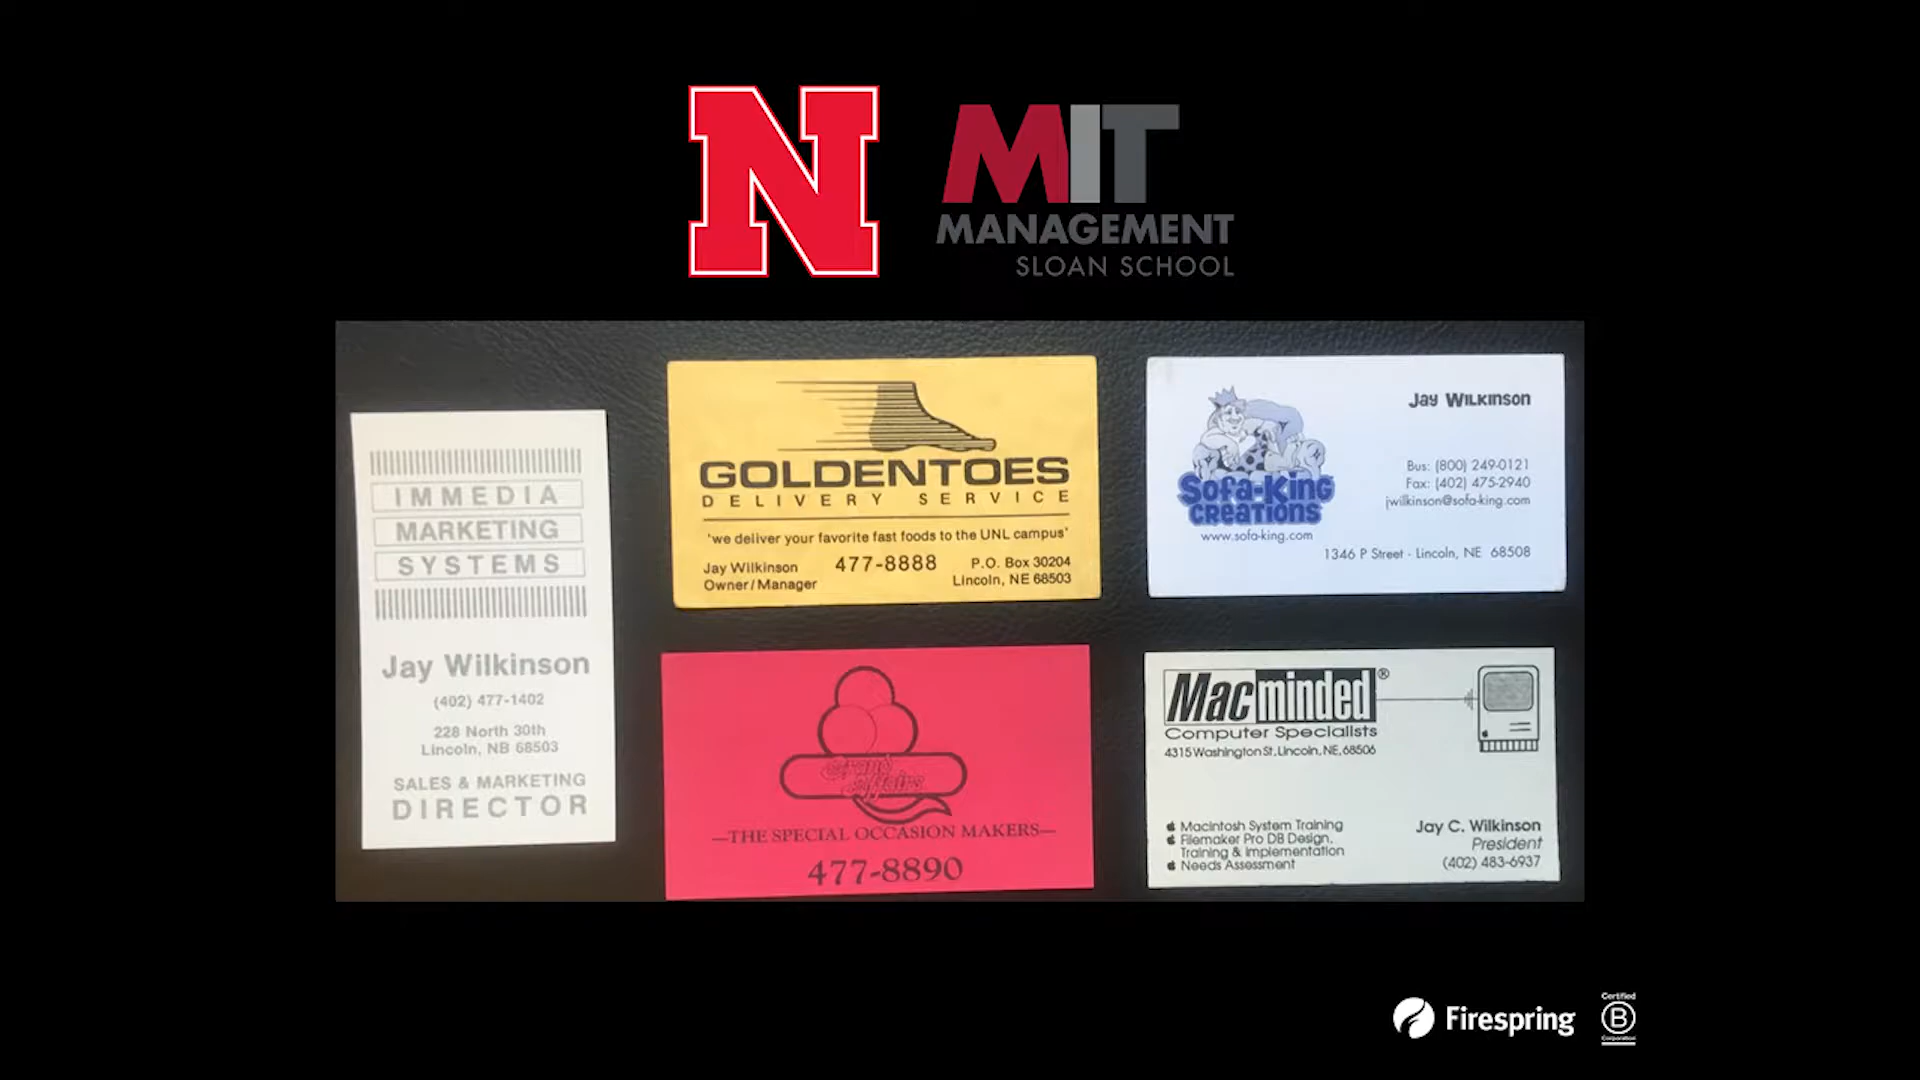 N
MIT
MANAGEMENT
SLOAN SCHOOL
IMMEDIA
MARKETING
SYSTEMS
Jay Wilkinson
(402) 477-1402
228 North 30th
Lincoln, NB 68503
SALES & MARKETING
DIRECTOR
GOLDENTOES
DELIVERY SERVICE
'we deliver your favorite fast foods to the UNL campus'
Jay Wilkinson
Owner/Manager
477-8888
P.O. Box 30204
Lincoln, NE 68503
Jay Wilkinson
Bus: (800) 249-0121
Fax: (402) 475-2940
jwilkinson@sofa-king.com
Sofa-King
creations
www.sofa-king.com
1346 P Street - Lincoln, NE 68508
Affairs
—THE SPECIAL OCCASION MAKERS—
477-8890
Macminded®
Computer Specialists
4315 Washington St, Lincoln, NE, 68506
Macintosh System Training
Filemaker Pro DB Design,
Training & Implementation
Needs Assessment
Jay C. Wilkinson
President
(402) 483-6937
Firespring
Certified
B
Corporation